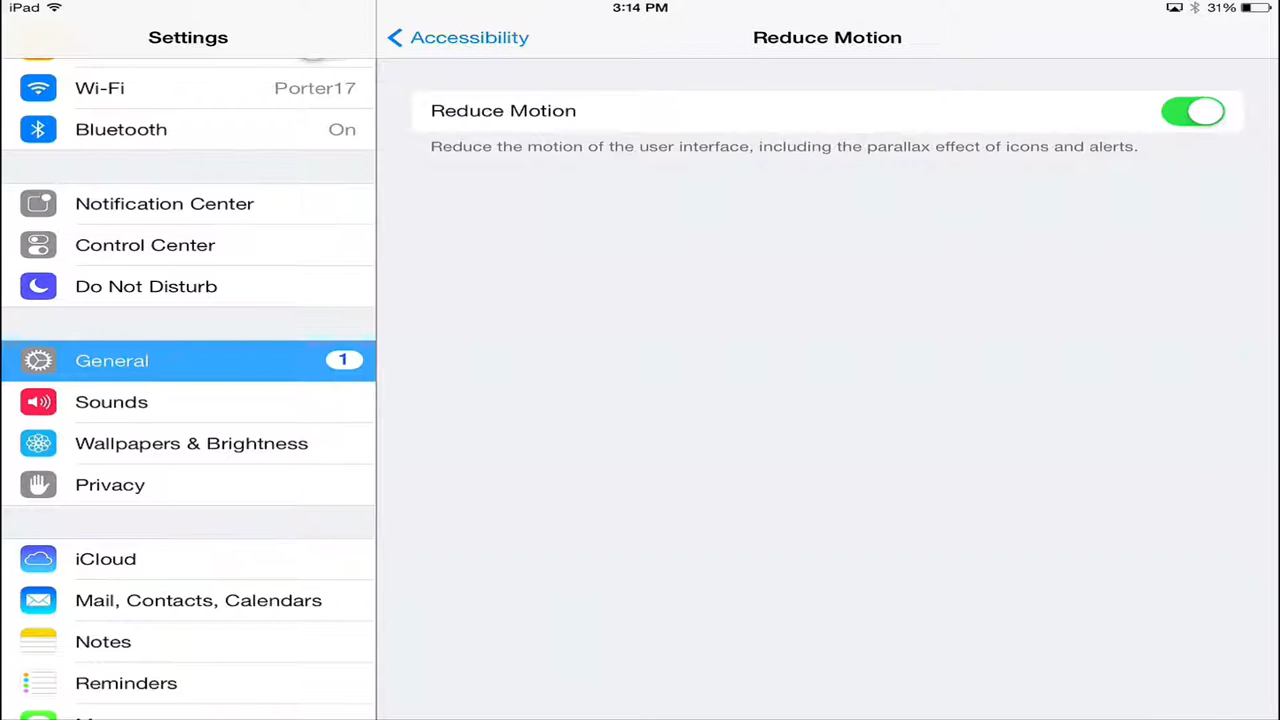 iPad
3:14 PM
31%
Settings
Accessibility
Reduce Motion
Wi-Fi
Porter17
Bluetooth
On
Notification Center
Control Center
Do Not Disturb
General
1
Sounds
Wallpapers & Brightness
Privacy
iCloud
Mail, Contacts, Calendars
Notes
Reminders
Reduce Motion
Reduce the motion of the user interface, including the parallax effect of icons and alerts.